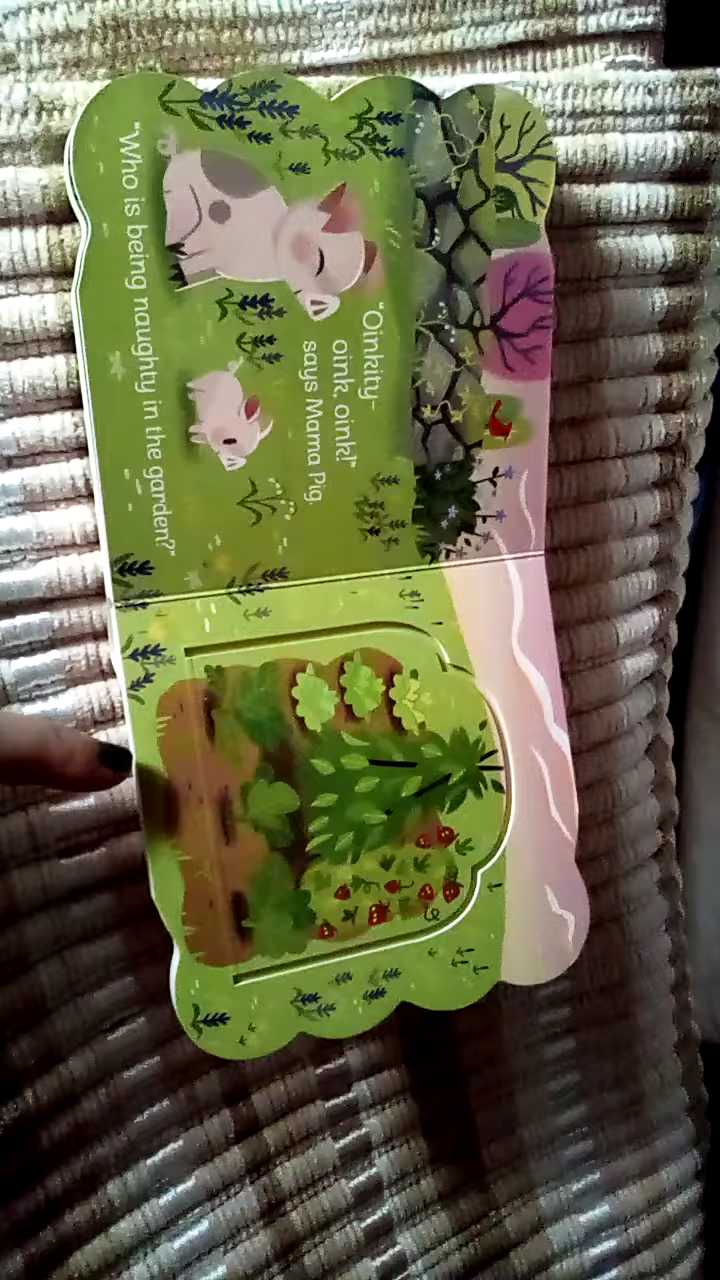 "Oinkity-
oink, oink!"
says Mama Pig.
"Who is being naughty in the garden?"